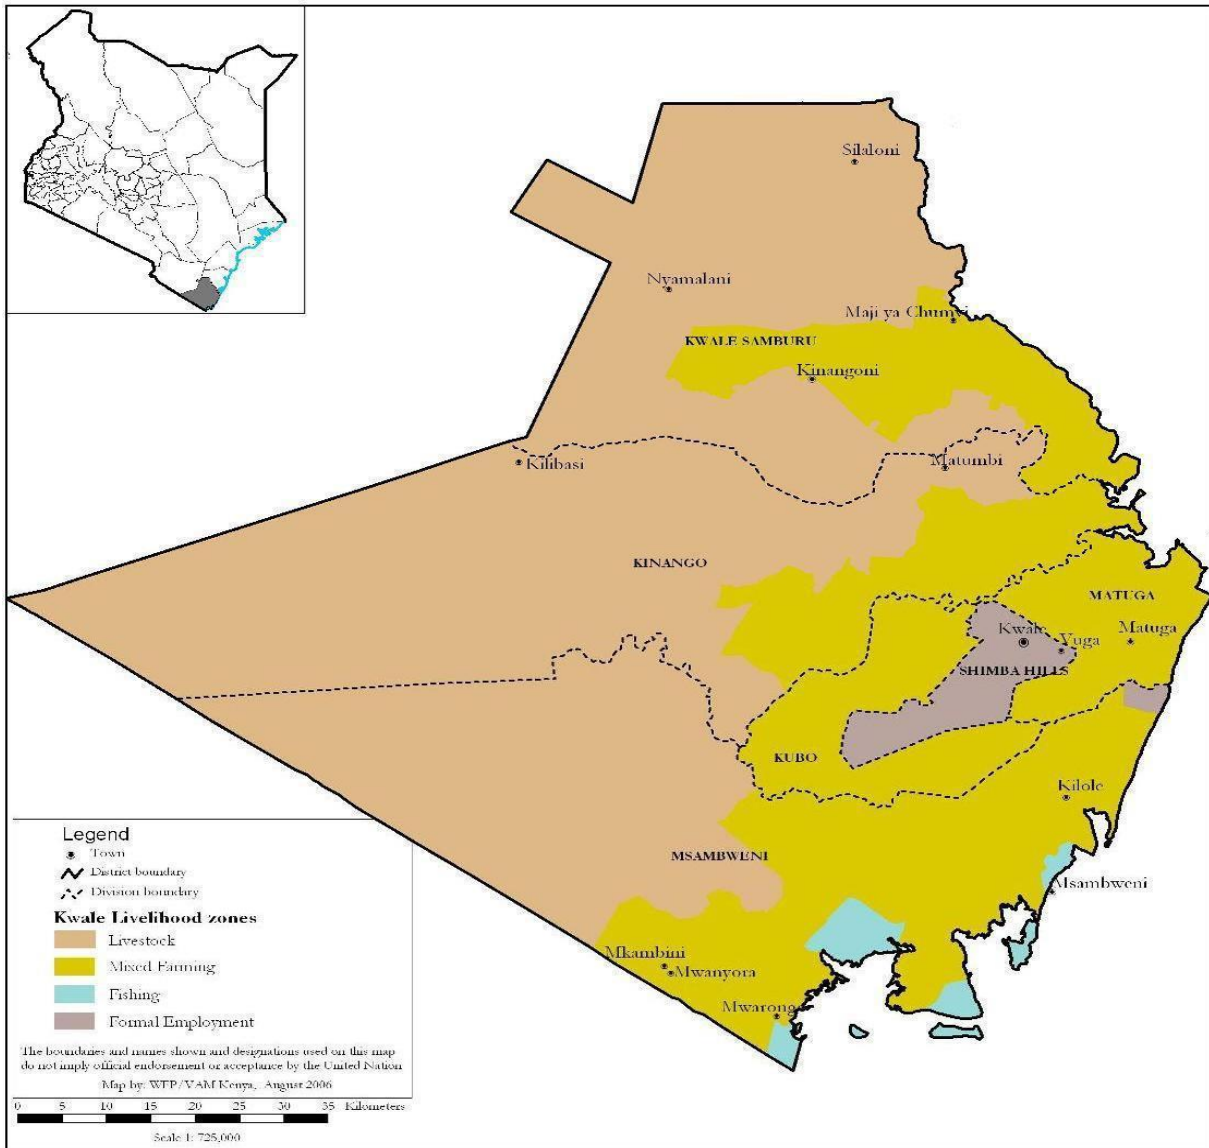 Silaloni
Nyamalani
Maji ya Chumvi
KWALE SAMBURU
Kinangoni
Kilibasi
Matumbi
KINANGO
MATUGA
Kwale
Vuga
Matuga
SHIMBA HILLS
KUBO
Kilole
MSAMBWENI
Msambweni
Mkambini
Mwanyora
Mwarong
Legend
Town
District boundary
Division boundary
Kwale Livelihood zones
Livestock
Mixed Farming
Fishing
Formal Employment
The boundaries and names shown and designations used on this map
do not imply official endorsement or acceptance by the United Nation
Map by: WFP/VAM Kenya, August 2006
0 5 10 15 20 25 30 35 Kilometers
Scale 1: 725,000